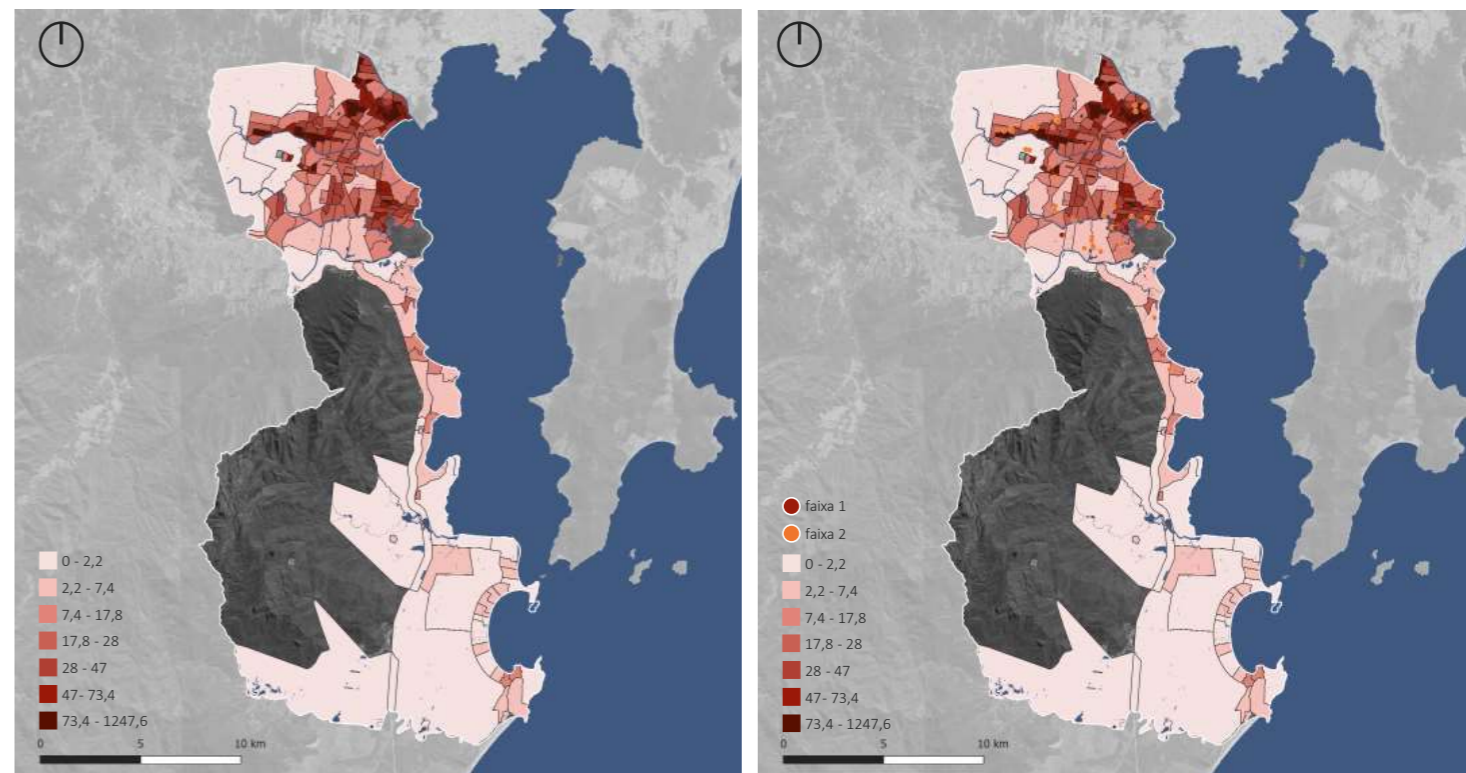 0 - 2,2
2,2 - 7,4
7,4 - 17,8
17,8 - 28
28 - 47
47- 73,4
73,4 - 1247,6
0 5 10 km
faixa 1
faixa 2
0 - 2,2
2,2 - 7,4
7,4 - 17,8
17,8 - 28
28 - 47
47- 73,4
73,4 - 1247,6
0 5 10 km